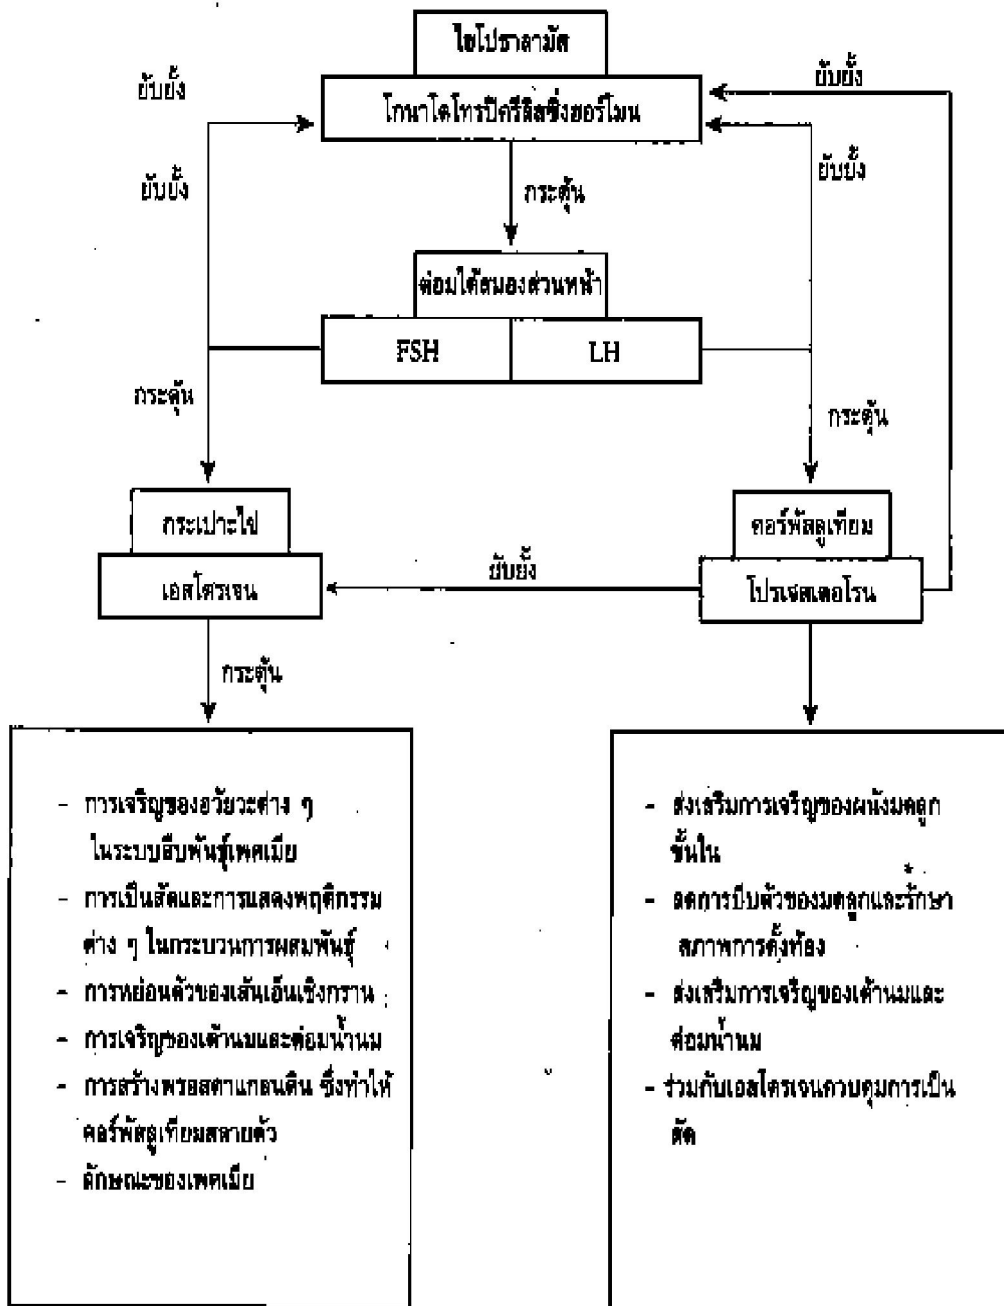 ไฮโปธาลามัส
ยับยั้ง
ยับยั้ง
โกนาโดโทรปิครีลิสซิ่งฮอร์โมน
ยับยั้ง
ยับยั้ง
กระตุ้น
ต่อมใต้สมองส่วนหน้า
FSH
LH
กระตุ้น
กระตุ้น
กระเปาะไข่
คอร์พัสลูเทียม
ยับยั้ง
เอสโตรเจน
โปรเจสเตอโรน
กระตุ้น
- การเจริญของอวัยวะต่าง ๆ
ในระบบสืบพันธุ์เพศเมีย
- การเป็นสัดและการแสดงพฤติกรรม
ต่าง ๆ ในกระบวนการผสมพันธุ์
- การหย่อนตัวของเส้นเอ็นเชิงกราน
- การเจริญของเต้านมและต่อมน้ำนม
- การสร้างพรอสตาแกลนดิน ซึ่งทำให้
คอร์พัสลูเทียมสลายตัว
- ลักษณะของเพศเมีย
- ส่งเสริมการเจริญของผนังมดลูก
ชั้นใน
- ลดการบีบตัวของมดลูกและรักษา
สภาพการตั้งท้อง
- ส่งเสริมการเจริญของเต้านมและ
ต่อมน้ำนม
- ร่วมกับเอสโตรเจนควบคุมการเป็น
สัด